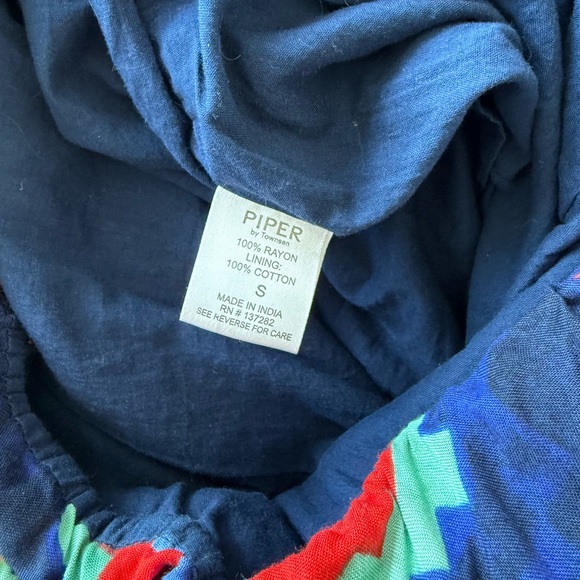 PIPER
by Townsen
100% RAYON
LINING:
100% COTTON
S
MADE IN INDIA
RN # 137282
SEE REVERSE FOR CARE